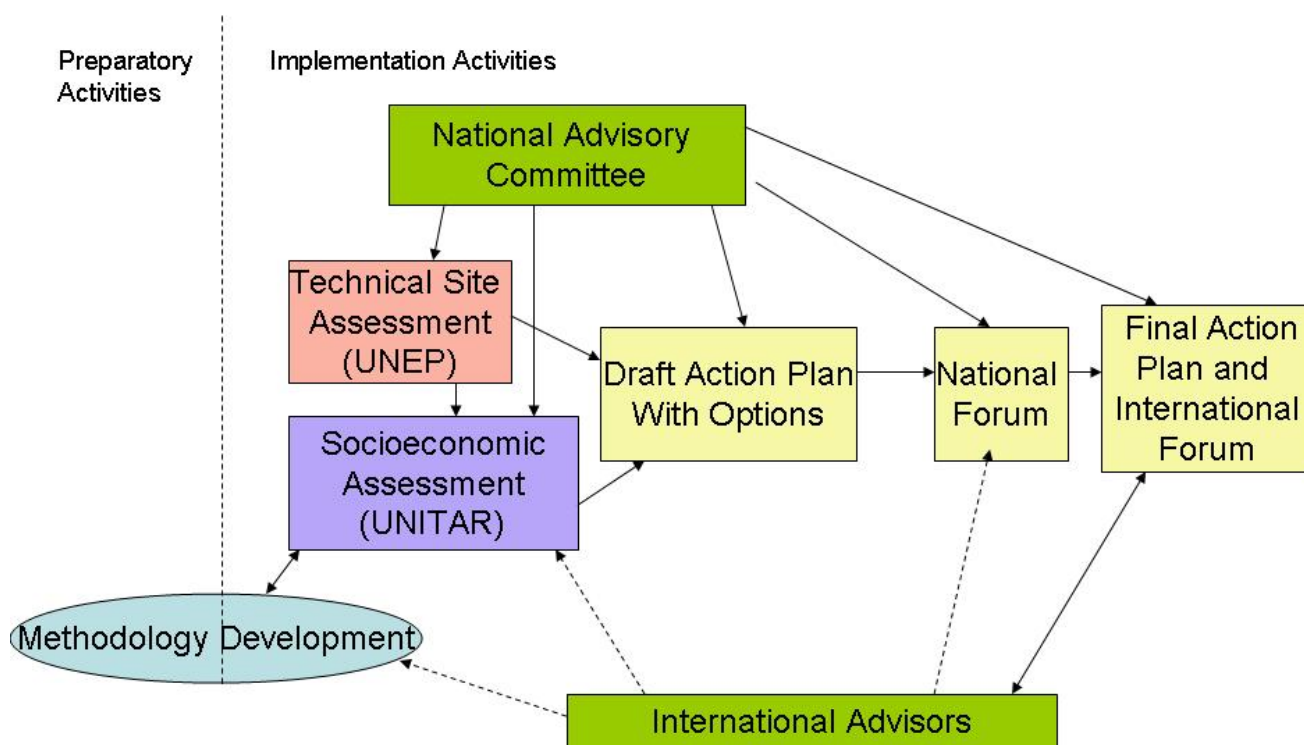 Preparatory
Activities
Implementation Activities
National Advisory
Committee
Technical Site
Assessment
(UNEP)
Socioeconomic
Assessment
(UNITAR)
Draft Action Plan
With Options
National
Forum
Final Action
Plan and
International
Forum
Methodology Development
International Advisors